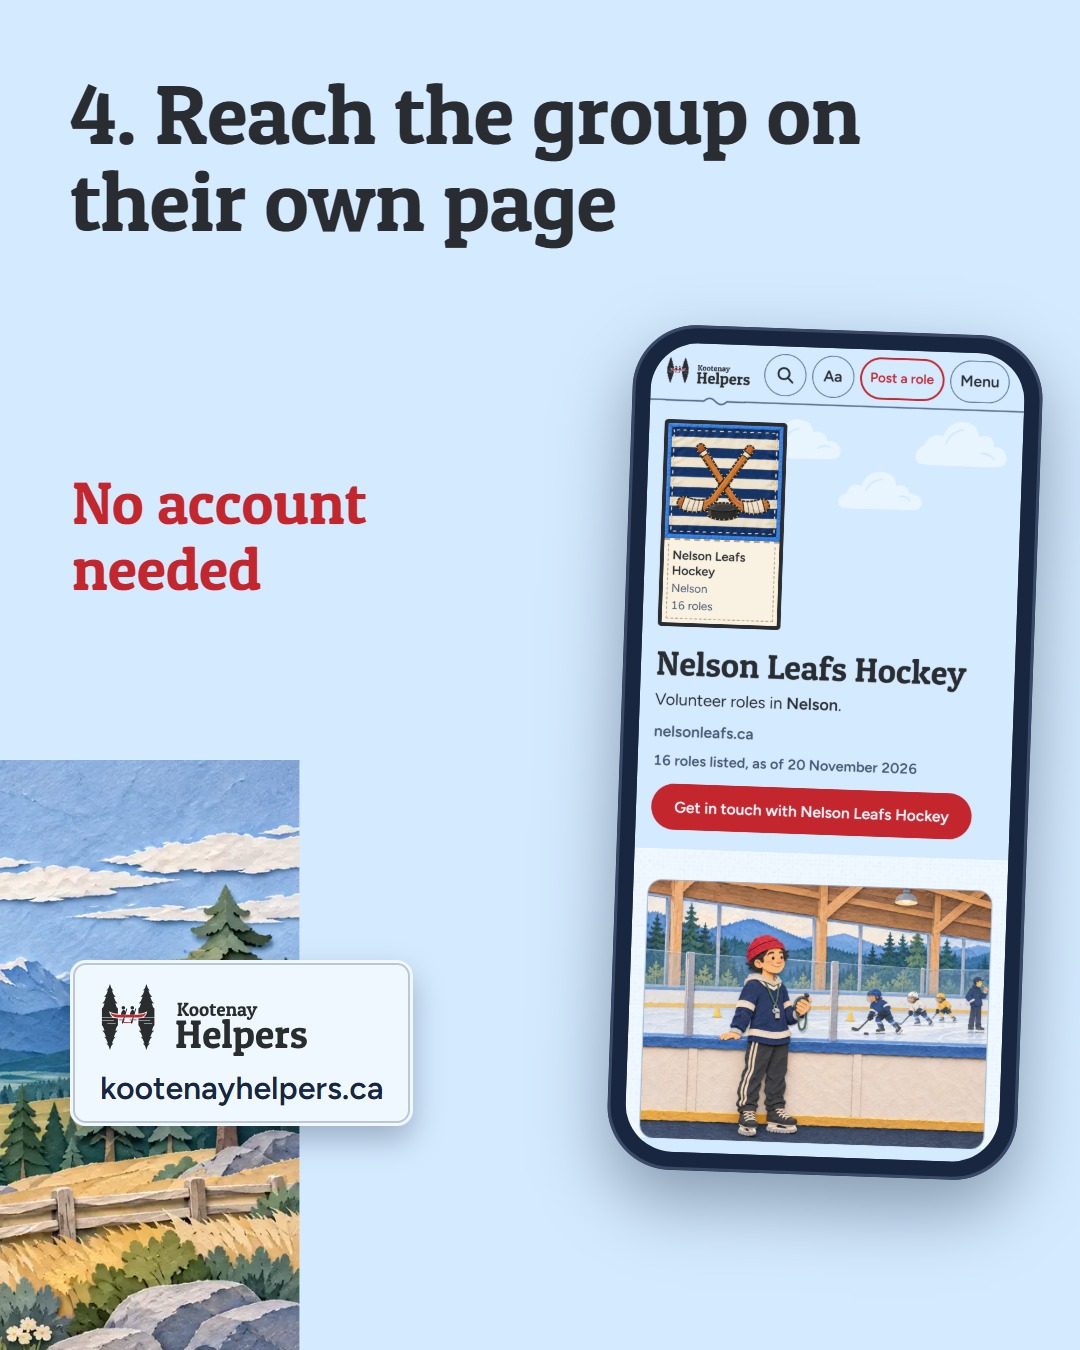 4. Reach the group on
their own page
No account
needed
Kootenay
Helpers
kootenayhelpers.ca
Kootenay
Helpers
Aa
Post a role
Menu
Nelson Leafs
Hockey
Nelson
16 roles
Nelson Leafs Hockey
Volunteer roles in Nelson.
nelsonleafs.ca
16 roles listed, as of 20 November 2026
Get in touch with Nelson Leafs Hockey